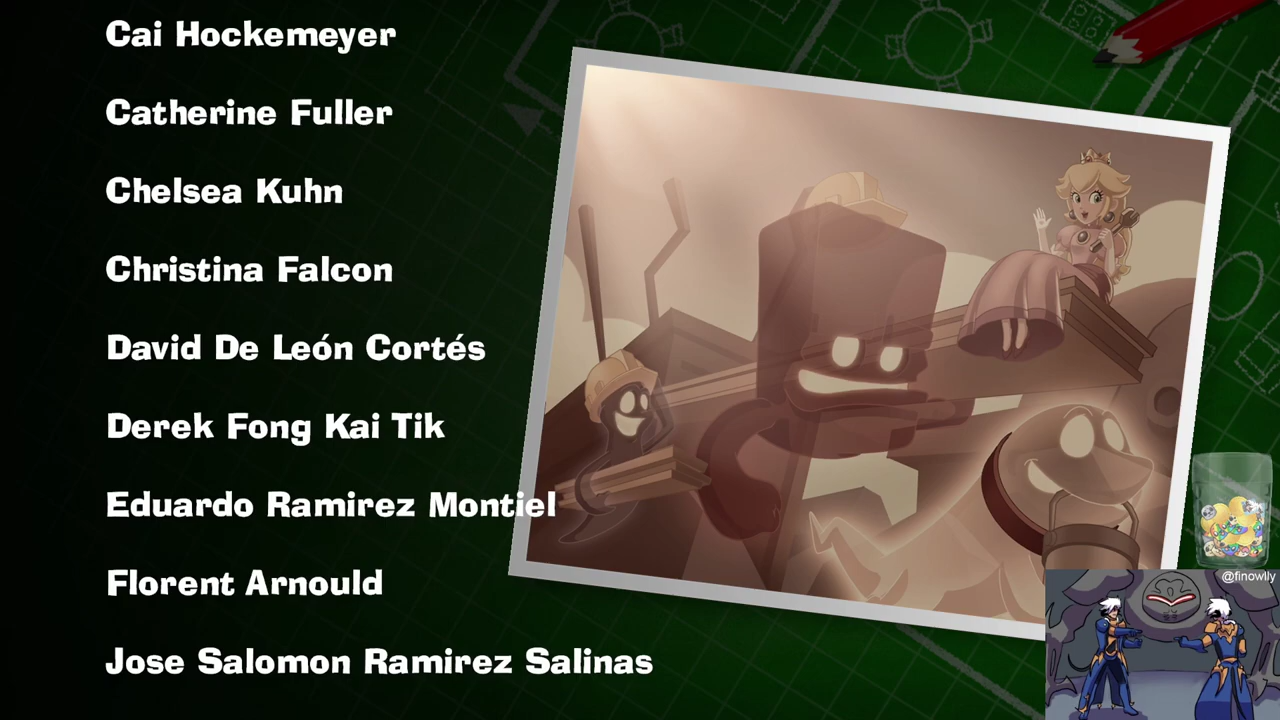 Cai Hockemeyer
Catherine Fuller
Chelsea Kuhn
Christina Falcon
David De León Cortés
Derek Fong Kai Tik
Eduardo Ramirez Montiel
Florent Arnould
@finowlly
Jose Salomon Ramirez Salinas